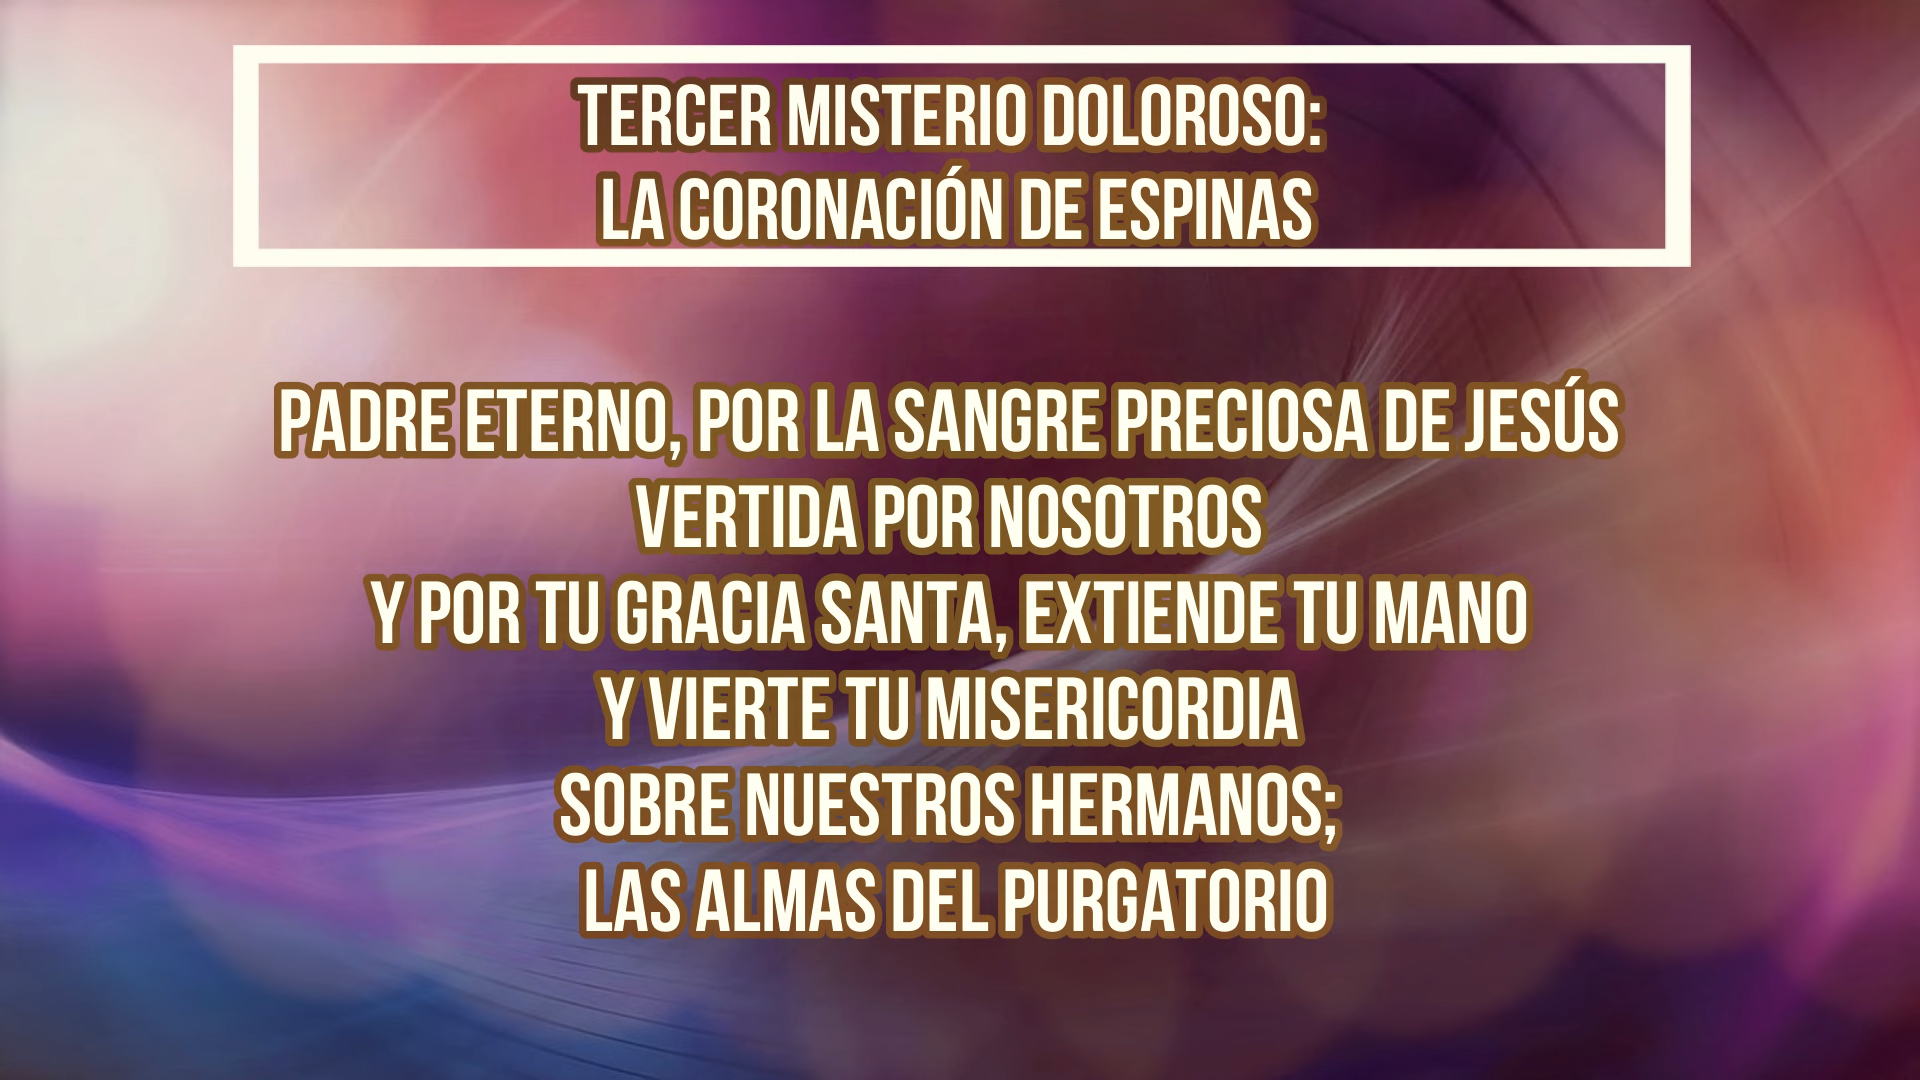 TERCER MISTERIO DOLOROSO:
LA CORONACIÓN DE ESPINAS
PADRE ETERNO, POR LA SANGRE PRECIOSA DE JESÚS
VERTIDA POR NOSOTROS
Y POR TU GRACIA SANTA, EXTIENDE TU MANO
Y VIERTE TU MISERICORDIA
SOBRE NUESTROS HERMANOS;
LAS ALMAS DEL PURGATORIO